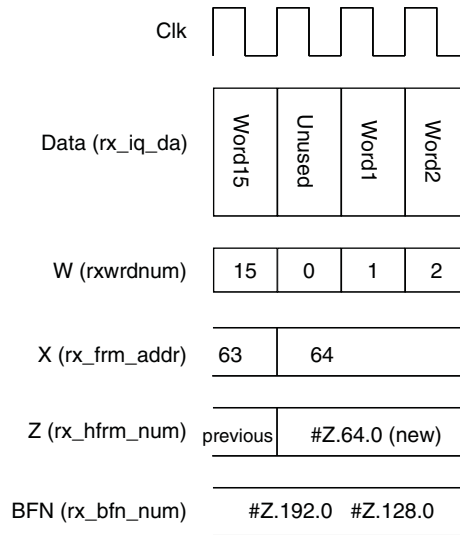 Clk
Data (rx_iq_da)
Word15 Unused Word1 Word2
W (rxwrdnum) 15 0 1 2
X (rx_frm_addr) 63 64
Z (rx_hfrm_num) previous #Z.64.0 (new)
BFN (rx_bfn_num) #Z.192.0 #Z.128.0